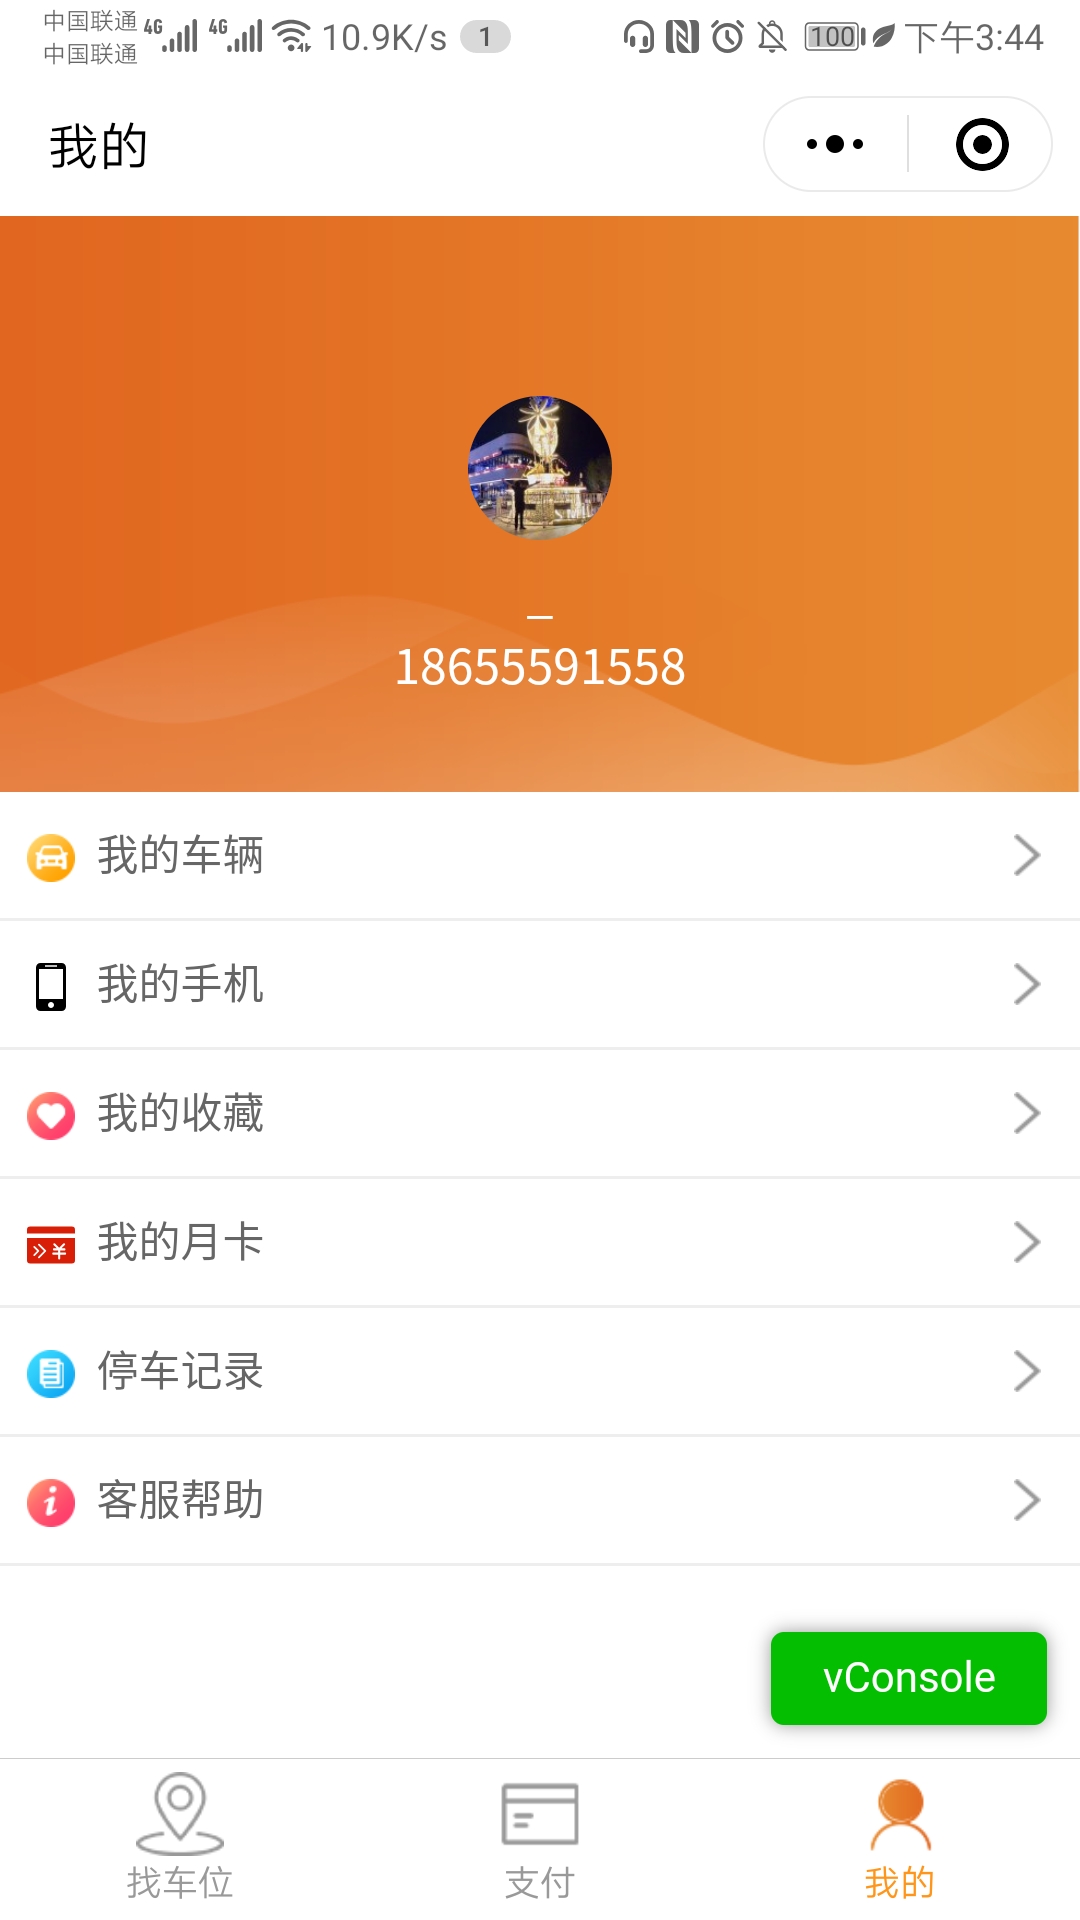 中国联通 4G 4G 10.9K/s 1 100 下午3:44
中国联通
我的
一
18655591558
我的车辆
我的手机
我的收藏
我的月卡
停车记录
客服帮助
vConsole
找车位 支付 我的